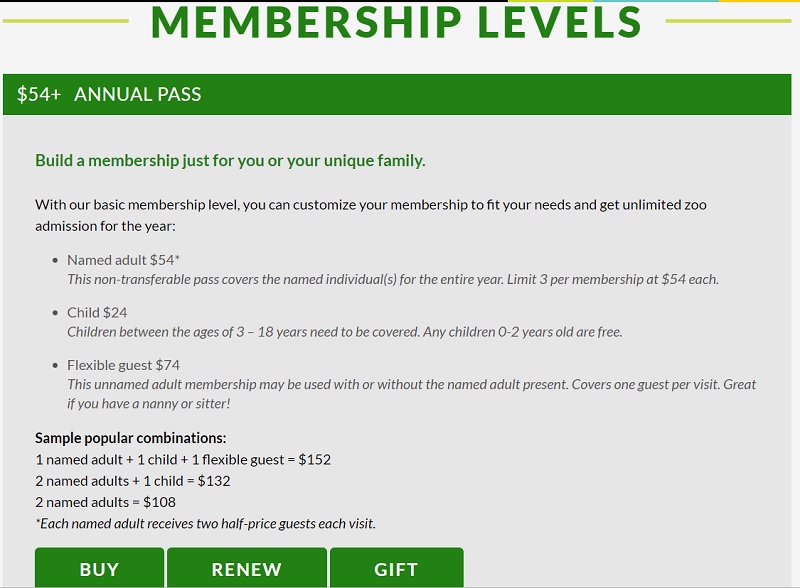 MEMBERSHIP LEVELS
$54+ ANNUAL PASS
Build a membership just for you or your unique family.
With our basic membership level, you can customize your membership to fit your needs and get unlimited zoo
admission for the year:
• Named adult $54*
This non-transferable pass covers the named individual(s) for the entire year. Limit 3 per membership at $54 each.
• Child $24
Children between the ages of 3 – 18 years need to be covered. Any children 0-2 years old are free.
• Flexible guest $74
This unnamed adult membership may be used with or without the named adult present. Covers one guest per visit. Great
if you have a nanny or sitter!
Sample popular combinations:
1 named adult + 1 child + 1 flexible guest = $152
2 named adults + 1 child = $132
2 named adults = $108
*Each named adult receives two half-price guests each visit.
BUY RENEW GIFT